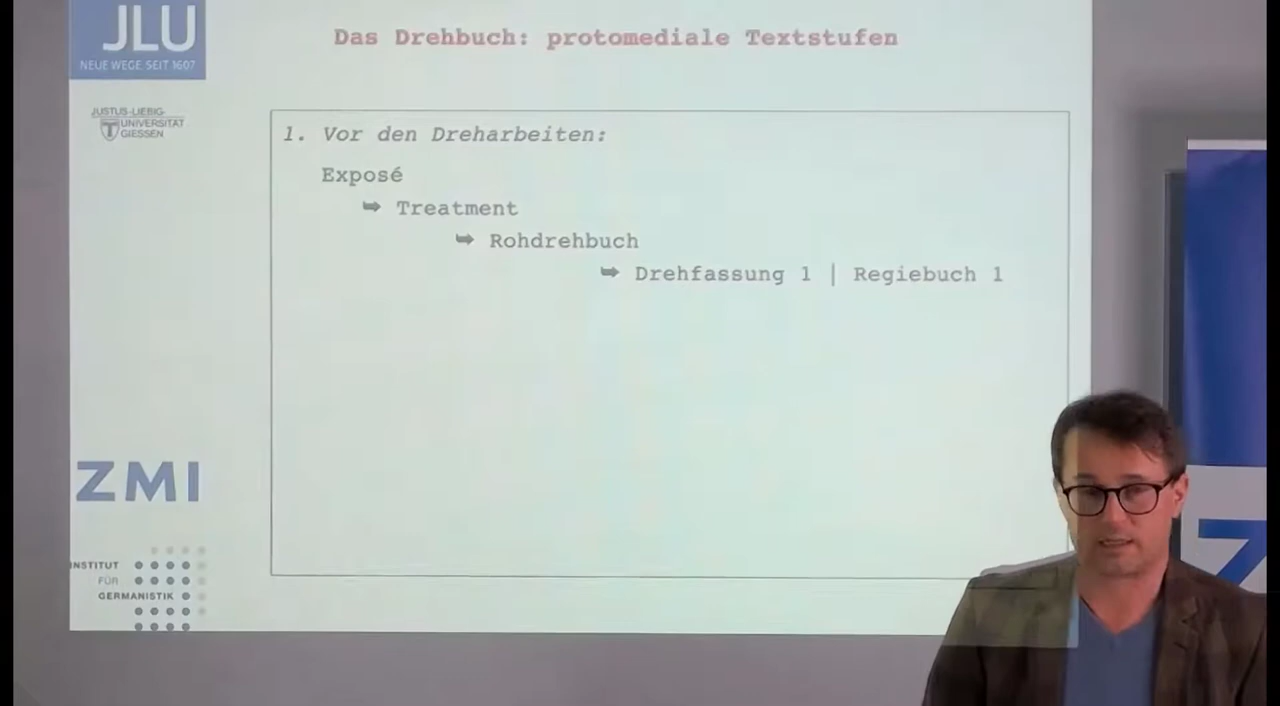 JLU
NEUE WEGE. SEIT 1607
JUSTUS-LIEBIG-
UNIVERSITÄT
GIESSEN
Das Drehbuch: protomediale Textstufen
1. Vor den Dreharbeiten:
Exposé
➥ Treatment
➥ Rohdrehbuch
➥ Drehfassung 1 | Regiebuch 1
ZMI
INSTITUT
FÜR
GERMANISTIK
Z